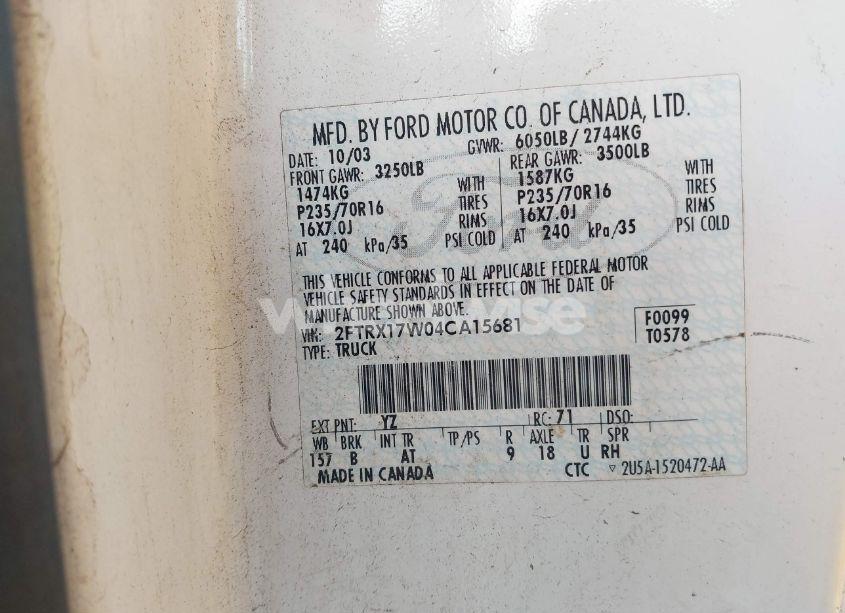 MFD. BY FORD MOTOR CO. OF CANADA, LTD.
DATE: 10/03 GVWR: 6050LB/ 2744KG
FRONT GAWR: 3250LB REAR GAWR: 3500LB
1474KG WITH 1587KG WITH
P235/70R16 TIRES P235/70R16 TIRES
16X7.0J RIMS 16X7.0J RIMS
AT 240 kPa/35 PSI COLD AT 240 kPa/35 PSI COLD
Ford
THIS VEHICLE CONFORMS TO ALL APPLICABLE FEDERAL MOTOR
VEHICLE SAFETY STANDARDS IN EFFECT ON THE DATE OF
MANUFACTURE SHOWN ABOVE.
VIN: 2FTRX17W04CA15681 F0099
TYPE: TRUCK T0578
EXT PNT: YZ RC: 71 DSO:
WB BRK INT TR TP/PS R AXLE TR SPR
157 B AT 9 18 U RH
MADE IN CANADA CTC ▽ 2U5A-1520472-AA